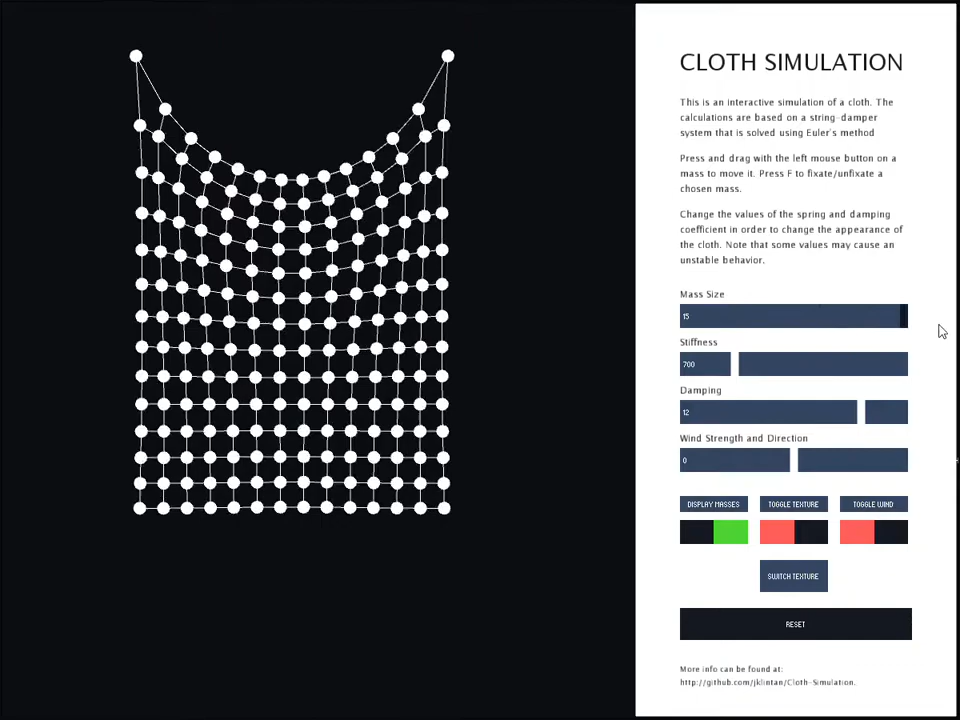 CLOTH SIMULATION
This is an interactive simulation of a cloth. The
calculations are based on a string-damper
system that is solved using Euler's method
Press and drag with the left mouse button on a
mass to move it. Press F to fixate/unfixate a
chosen mass.
Change the values of the spring and damping
coefficient in order to change the appearance of
the cloth. Note that some values may cause an
unstable behavior.
Mass Size
15
Stiffness
700
Damping
12
Wind Strength and Direction
0
DISPLAY MASSES TOGGLE TEXTURE TOGGLE WIND
SWITCH TEXTURE
RESET
More info can be found at:
http://github.com/jklintan/Cloth-Simulation.